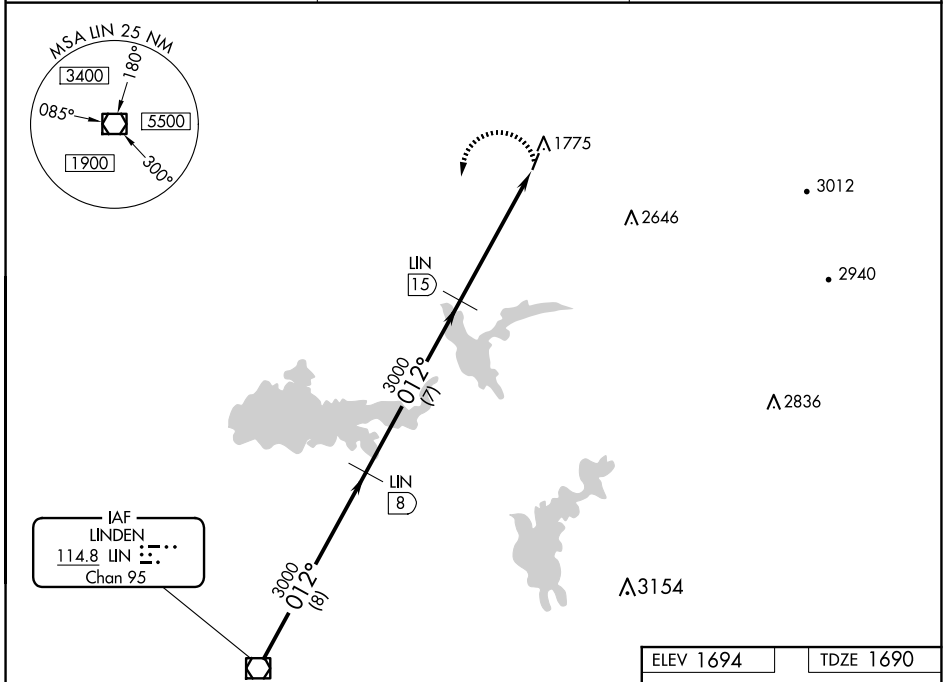 MSA LIN 25 NM
3400
180°
085°
5500
1900
300°
1775
3012
2646
LIN
15
2940
3000
012°
(7)
2836
LIN
8
IAF
LINDEN
114.8 LIN
Chan 95
3000
012°
(8)
3154
ELEV 1694
TDZE 1690